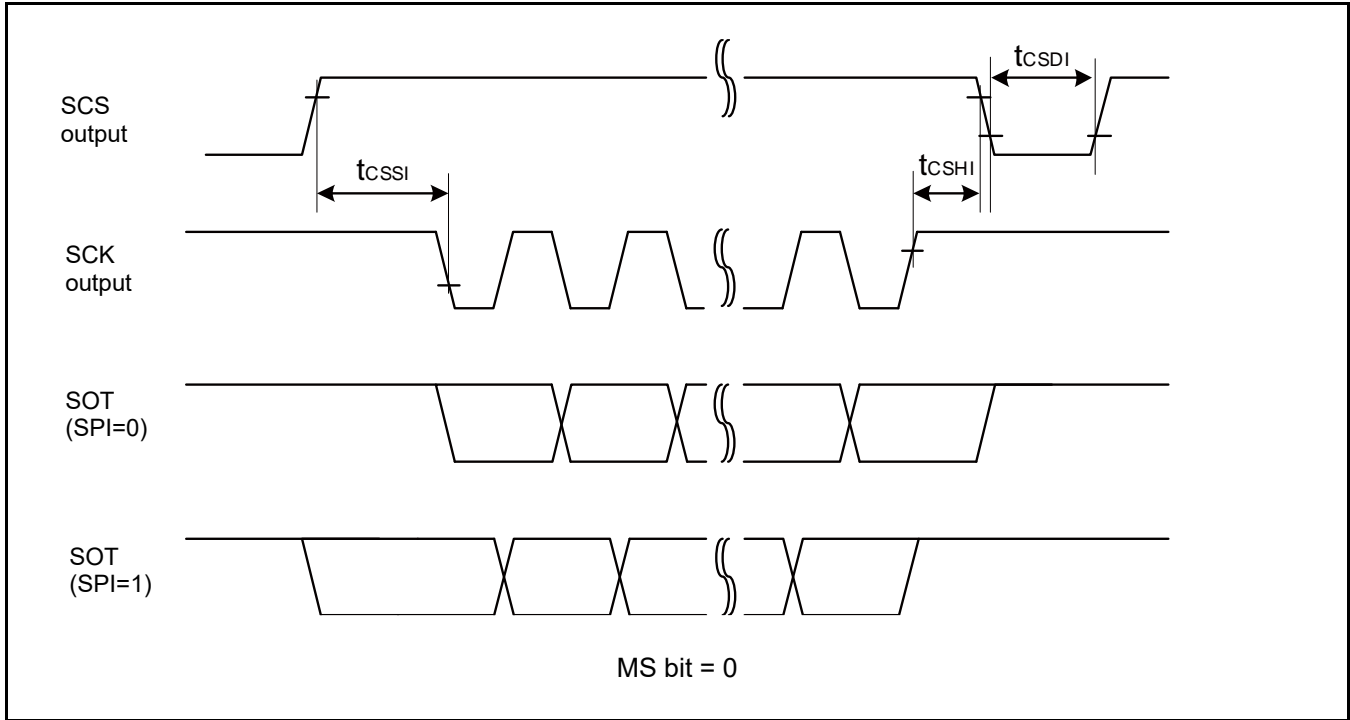 tCSDI
SCS
output
tCSSI
tCSHI
SCK
output
SOT
(SPI=0)
SOT
(SPI=1)
MS bit = 0